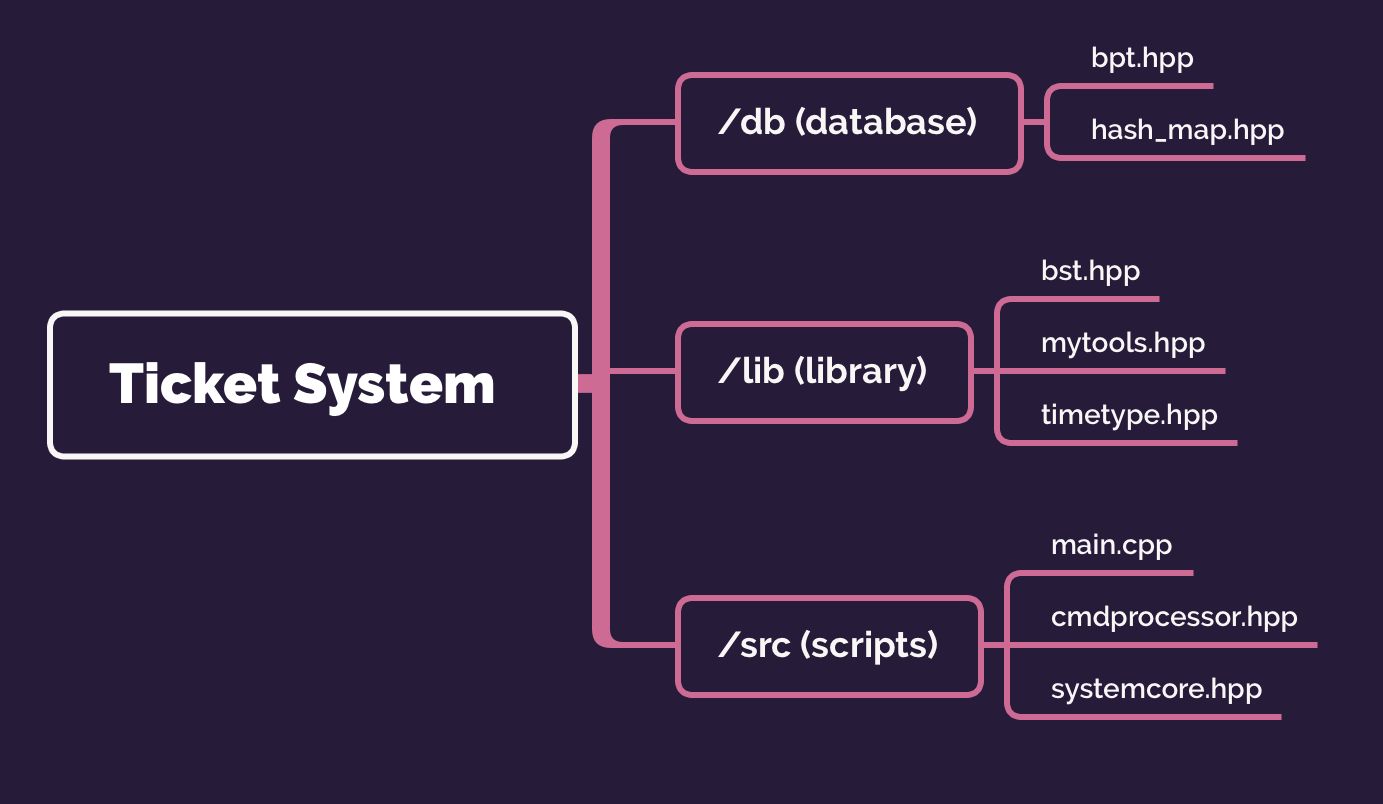 Ticket System
/db (database)
bpt.hpp
hash_map.hpp
/lib (library)
bst.hpp
mytools.hpp
timetype.hpp
/src (scripts)
main.cpp
cmdprocessor.hpp
systemcore.hpp